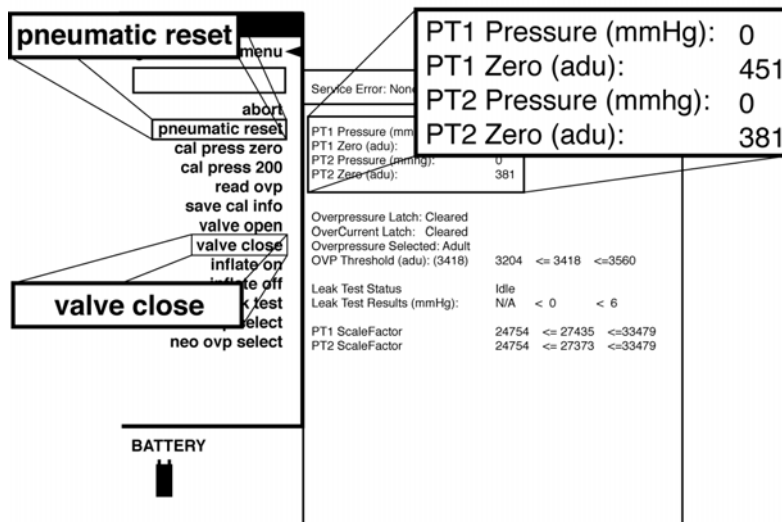 pneumatic reset
menu
abort
pneumatic reset
cal press zero
cal press 200
read ovp
save cal info
valve open
valve close
inflate on
off
test
select
neo ovp select
valve close
BATTERY
PT1 Pressure (mmHg): 0
PT1 Zero (adu): 451
PT2 Pressure (mmhg): 0
PT2 Zero (adu): 381
Service Error: None
PT1 Pressure (mm
PT1 Zero (adu):
PT2 Pressure (mmhg): 0
PT2 Zero (adu): 381
Overpressure Latch: Cleared
OverCurrent Latch: Cleared
Overpressure Selected: Adult
OVP Threshold (adu): (3418) 3204 <= 3418 <=3560
Leak Test Status Idle
Leak Test Results (mmHg): N/A < 0 < 6
PT1 ScaleFactor 24754 <= 27435 <=33479
PT2 ScaleFactor 24754 <= 27373 <=33479